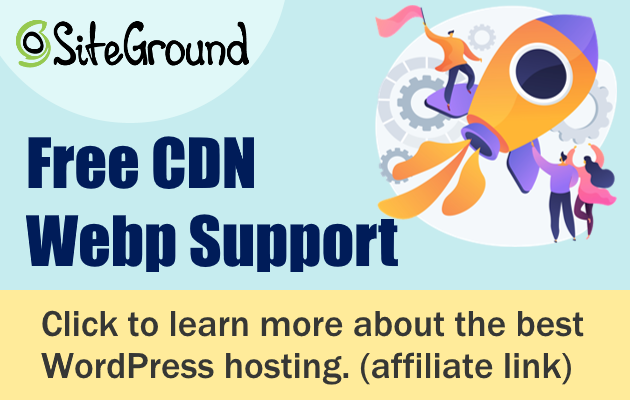 SiteGround
Free CDN
Webp Support
Click to learn more about the best
WordPress hosting. (affiliate link)